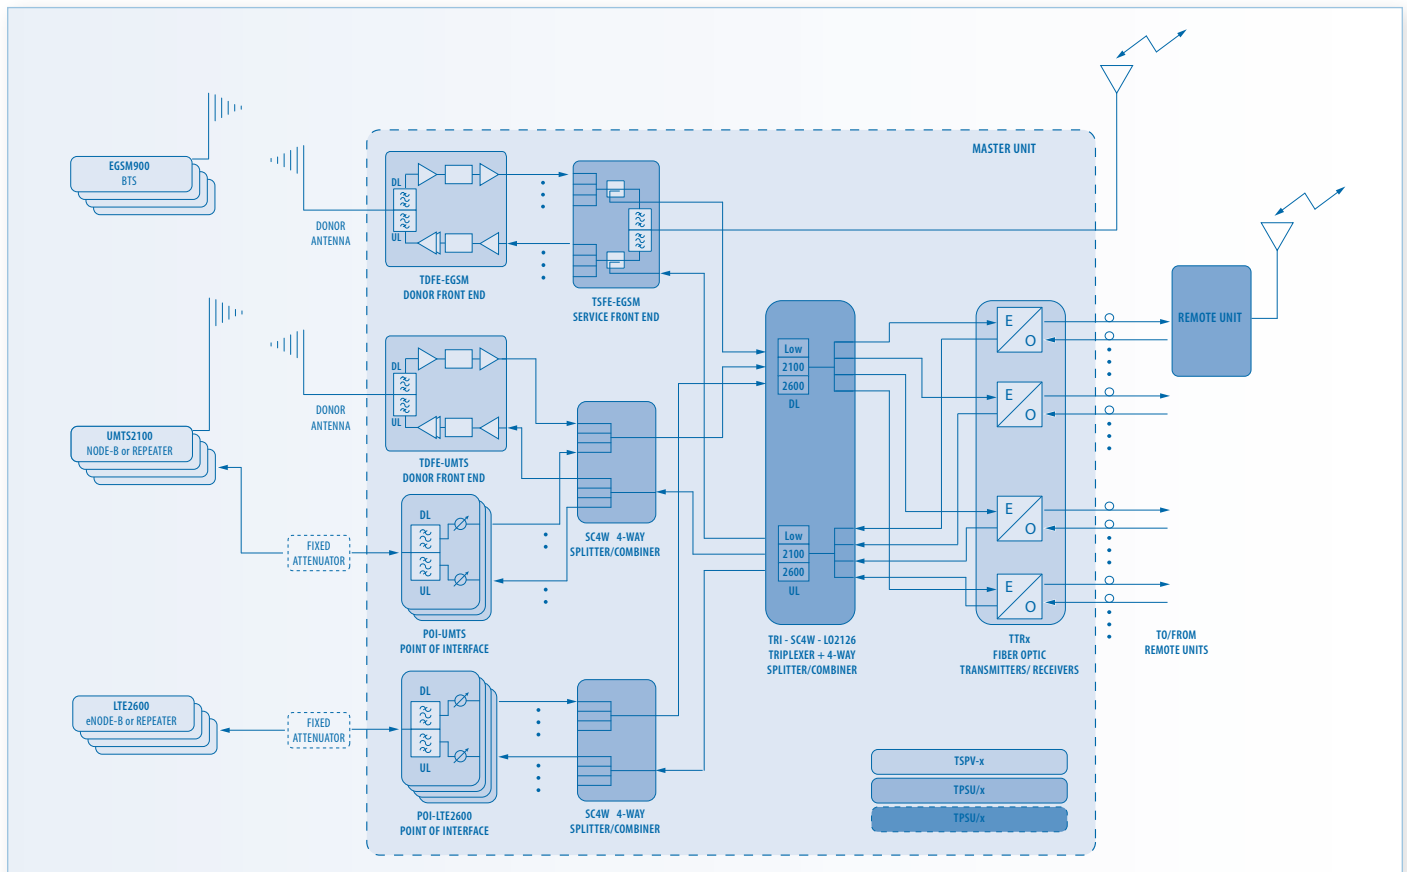 MASTER UNIT
EGSM900
BTS
DONOR
ANTENNA
DL
UL
TDFE-EGSM
DONOR FRONT END
TSFE-EGSM
SERVICE FRONT END
UMTS2100
NODE-B or REPEATER
DONOR
ANTENNA
DL
UL
TDFE-UMTS
DONOR FRONT END
FIXED
ATTENUATOR
DL
UL
POI-UMTS
POINT OF INTERFACE
SC4W 4-WAY
SPLITTER/COMBINER
LTE2600
eNODE-B or REPEATER
FIXED
ATTENUATOR
DL
UL
POI-LTE2600
POINT OF INTERFACE
SC4W 4-WAY
SPLITTER/COMBINER
Low
2100
2600
DL
Low
2100
2600
UL
TRI - SC4W - LO2126
TRIPLEXER + 4-WAY
SPLITTER/COMBINER
E
O
E
O
E
O
E
O
TTRx
FIBER OPTIC
TRANSMITTERS/ RECEIVERS
REMOTE UNIT
TO/FROM
REMOTE UNITS
TSPV-x
TPSU/x
TPSU/x